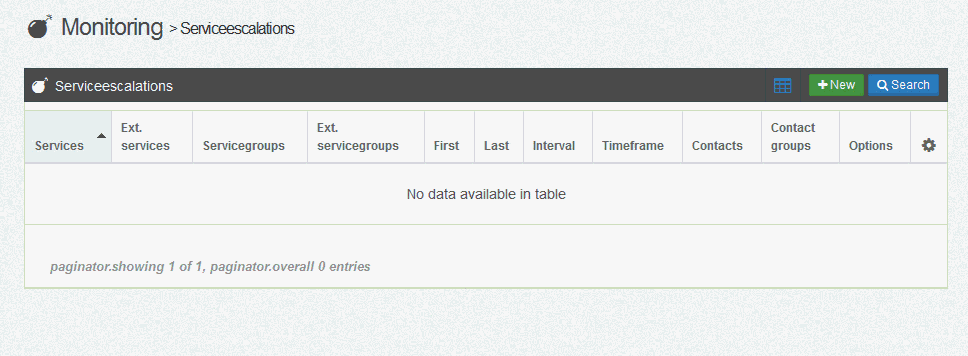 Monitoring > Serviceescalations
Serviceescalations
New
Search
Services
Ext.
services
Servicegroups
Ext.
servicegroups
First
Last
Interval
Timeframe
Contacts
Contact
groups
Options
No data available in table
paginator.showing 1 of 1, paginator.overall 0 entries